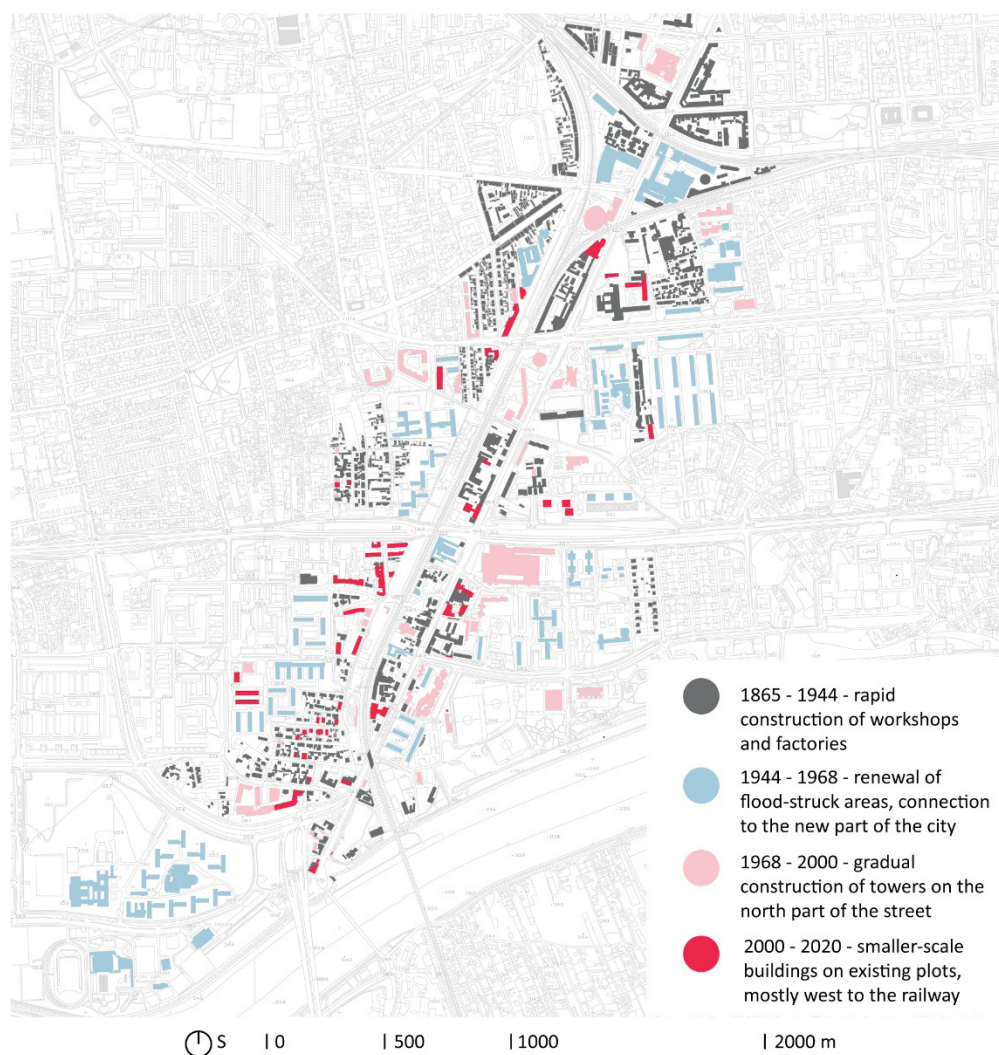 1865 - 1944 - rapid
construction of workshops
and factories
1944 - 1968 - renewal of
flood-struck areas, connection
to the new part of the city
1968 - 2000 - gradual
construction of towers on the
north part of the street
2000 - 2020 - smaller-scale
buildings on existing plots,
mostly west to the railway
S | 0 | 500 | 1000 | 2000 m